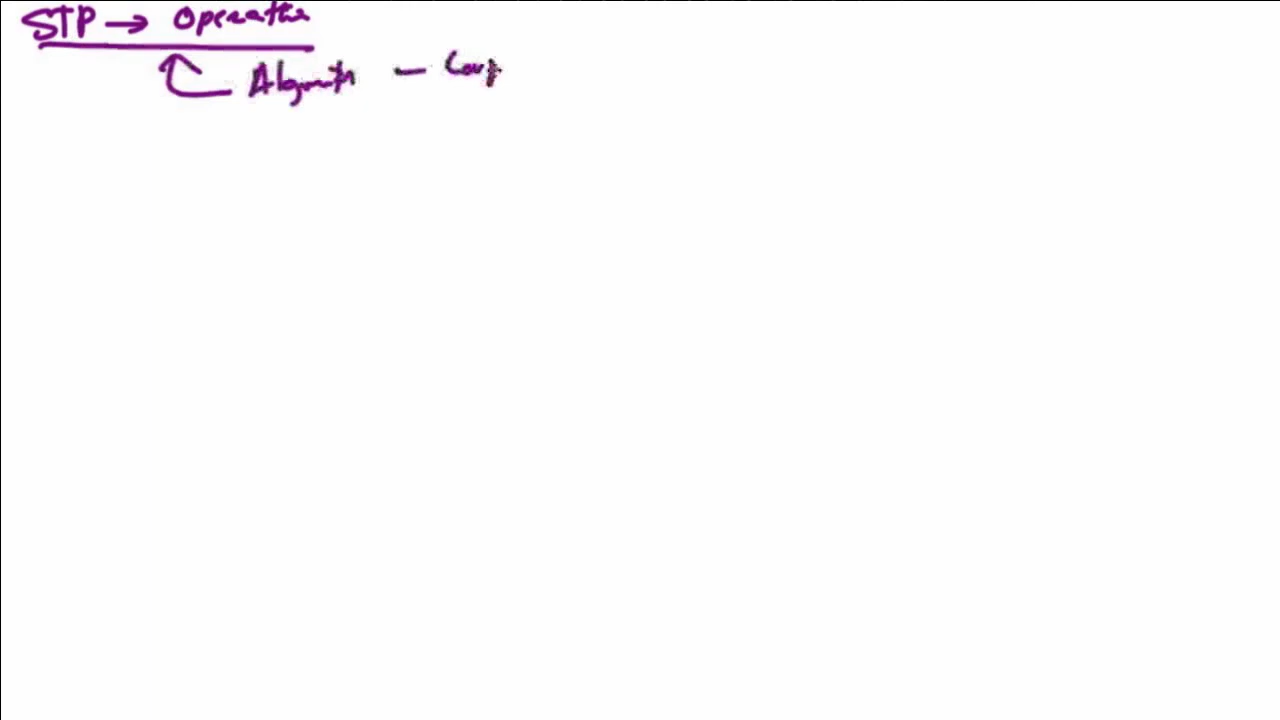 STP → Operation
Algorithm –